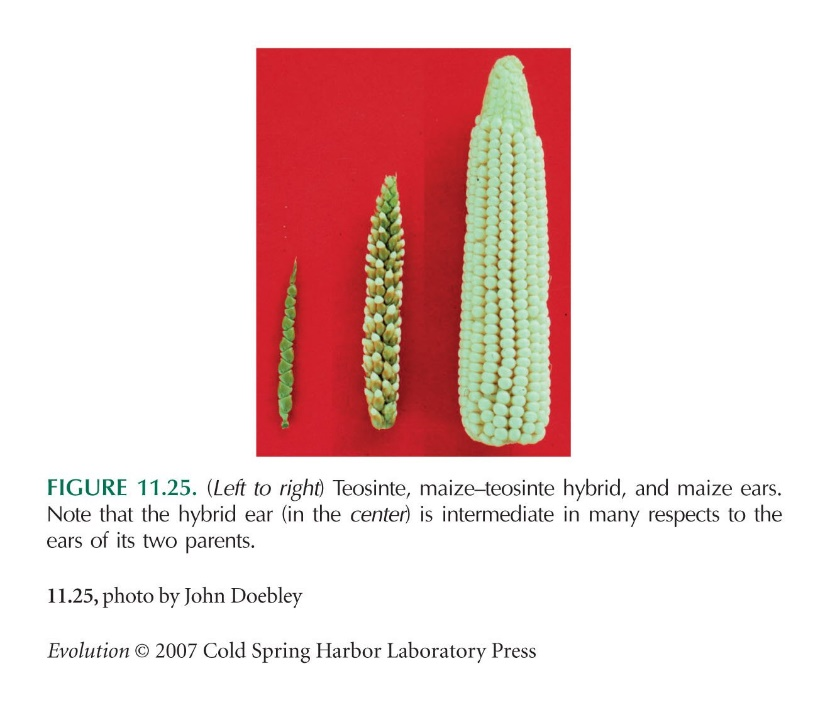 FIGURE 11.25. (Left to right) Teosinte, maize–teosinte hybrid, and maize ears.
Note that the hybrid ear (in the center) is intermediate in many respects to the
ears of its two parents.
11.25, photo by John Doebley
Evolution © 2007 Cold Spring Harbor Laboratory Press